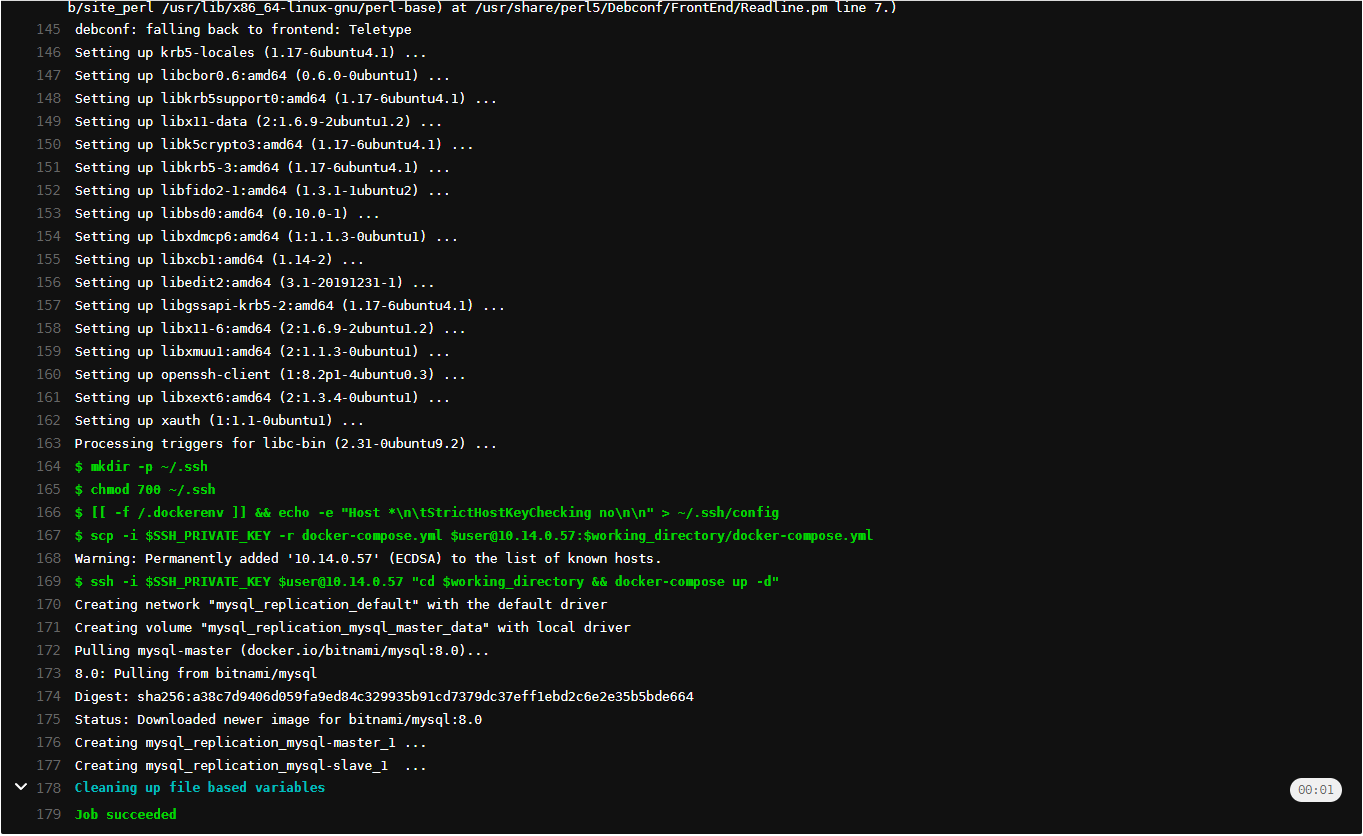 b/site_perl /usr/lib/x86_64-linux-gnu/perl-base) at /usr/share/perl5/Debconf/FrontEnd/Readline.pm line 7.)
145 debconf: falling back to frontend: Teletype
146 Setting up krb5-locales (1.17-6ubuntu4.1) ...
147 Setting up libcbor0.6:amd64 (0.6.0-0ubuntu1) ...
148 Setting up libkrb5support0:amd64 (1.17-6ubuntu4.1) ...
149 Setting up libx11-data (2:1.6.9-2ubuntu1.2) ...
150 Setting up libk5crypto3:amd64 (1.17-6ubuntu4.1) ...
151 Setting up libkrb5-3:amd64 (1.17-6ubuntu4.1) ...
152 Setting up libfido2-1:amd64 (1.3.1-1ubuntu2) ...
153 Setting up libbsd0:amd64 (0.10.0-1) ...
154 Setting up libxdmcp6:amd64 (1:1.1.3-0ubuntu1) ...
155 Setting up libxcb1:amd64 (1.14-2) ...
156 Setting up libedit2:amd64 (3.1-20191231-1) ...
157 Setting up libgssapi-krb5-2:amd64 (1.17-6ubuntu4.1) ...
158 Setting up libx11-6:amd64 (2:1.6.9-2ubuntu1.2) ...
159 Setting up libxmuu1:amd64 (2:1.1.3-0ubuntu1) ...
160 Setting up openssh-client (1:8.2p1-4ubuntu0.3) ...
161 Setting up libxext6:amd64 (2:1.3.4-0ubuntu1) ...
162 Setting up xauth (1:1.1-0ubuntu1) ...
163 Processing triggers for libc-bin (2.31-0ubuntu9.2) ...
164 $ mkdir -p ~/.ssh
165 $ chmod 700 ~/.ssh
166 $ [[ -f /.dockerenv ]] && echo -e "Host *\n\tStrictHostKeyChecking no\n\n" > ~/.ssh/config
167 $ scp -i $SSH_PRIVATE_KEY -r docker-compose.yml $user@10.14.0.57:$working_directory/docker-compose.yml
168 Warning: Permanently added '10.14.0.57' (ECDSA) to the list of known hosts.
169 $ ssh -i $SSH_PRIVATE_KEY $user@10.14.0.57 "cd $working_directory && docker-compose up -d"
170 Creating network "mysql_replication_default" with the default driver
171 Creating volume "mysql_replication_mysql_master_data" with local driver
172 Pulling mysql-master (docker.io/bitnami/mysql:8.0)...
173 8.0: Pulling from bitnami/mysql
174 Digest: sha256:a38c7d9406d059fa9ed84c329935b91cd7379dc37eff1ebd2c6e2e35b5bde664
175 Status: Downloaded newer image for bitnami/mysql:8.0
176 Creating mysql_replication_mysql-master_1 ...
177 Creating mysql_replication_mysql-slave_1  ...
178 Cleaning up file based variables 00:01
179 Job succeeded